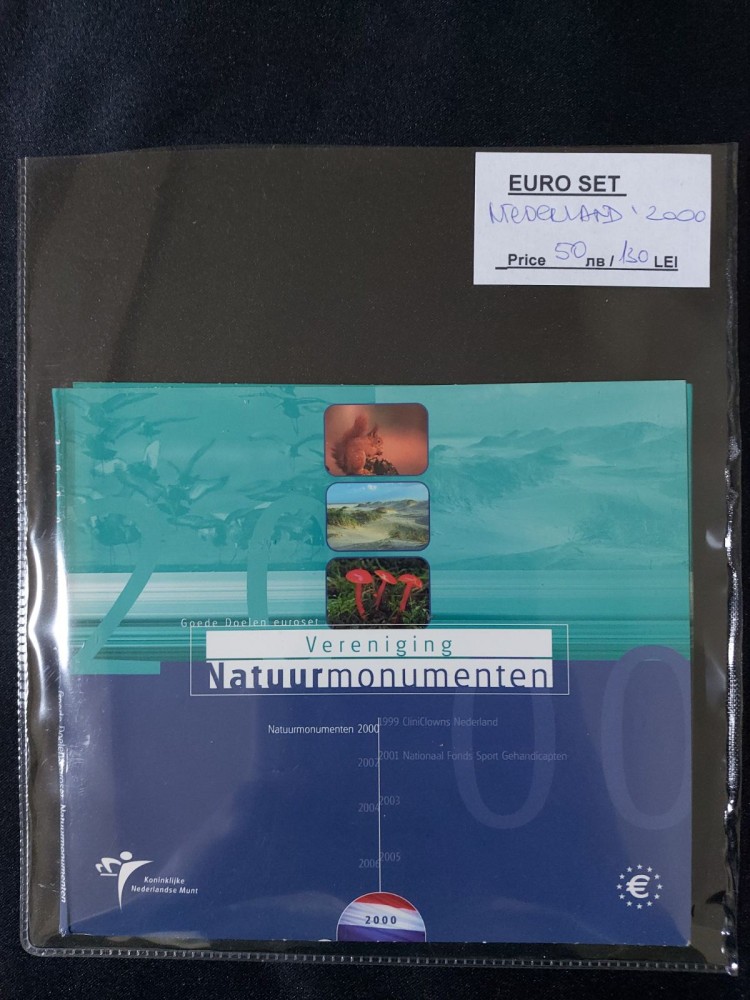 EURO SET
NEDERLAND '2000
Price 50 лв / 130 LEI
2000
Goede Doelen euroset
Vereniging
Natuurmonumenten
Natuurmonumenten 2000
1999 CliniClowns Nederland
2001 Nationaal Fonds Sport Gehandicapten
2002
2003
2004
2005
2006
Koninklijke
Nederlandse Munt
2000
€